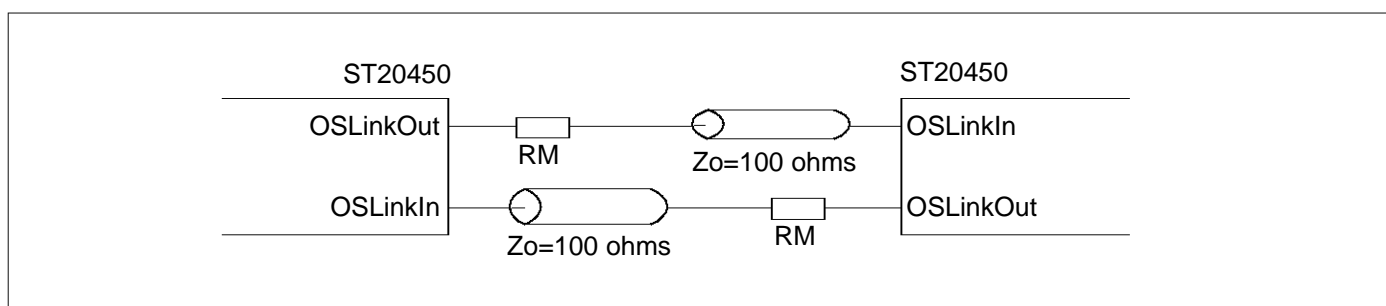 ST20450
ST20450
OSLinkOut
OSLinkIn
RM
Zo=100 ohms
OSLinkIn
OSLinkOut
RM
Zo=100 ohms